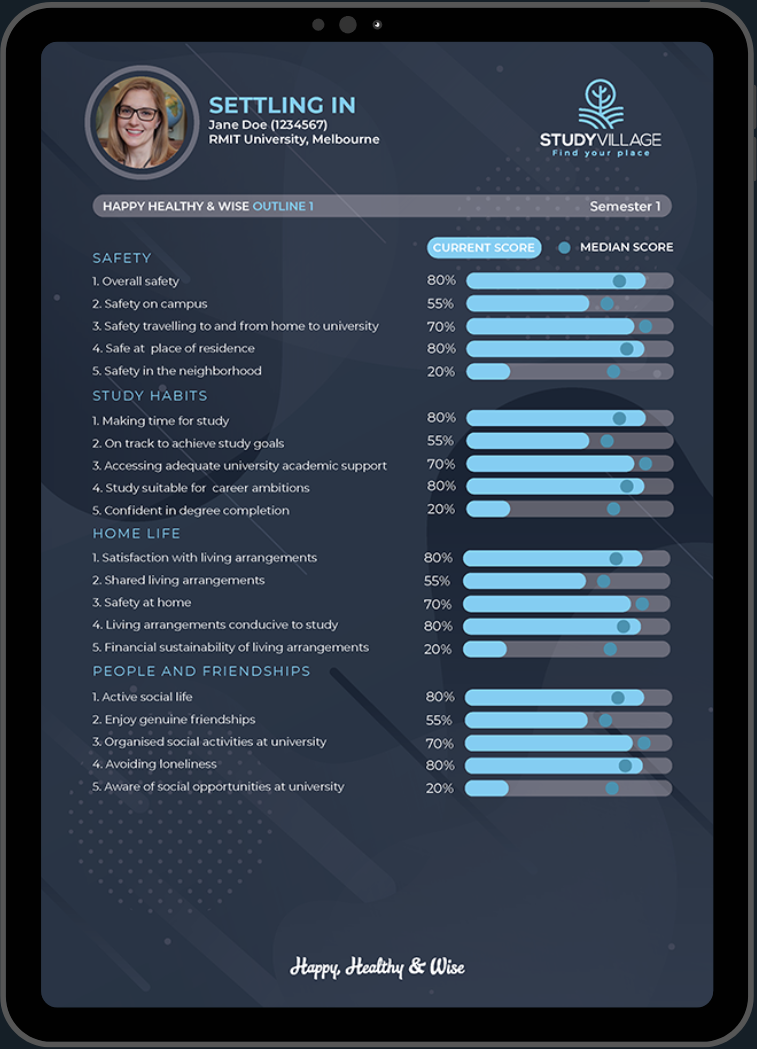 SETTLING IN
Jane Doe (1234567)
RMIT University, Melbourne
STUDYVILLAGE
Find your place
HAPPY HEALTHY & WISE OUTLINE 1 Semester 1
CURRENT SCORE MEDIAN SCORE
SAFETY
1. Overall safety 80%
2. Safety on campus 55%
3. Safety travelling to and from home to university 70%
4. Safe at place of residence 80%
5. Safety in the neighborhood 20%
STUDY HABITS
1. Making time for study 80%
2. On track to achieve study goals 55%
3. Accessing adequate university academic support 70%
4. Study suitable for career ambitions 80%
5. Confident in degree completion 20%
HOME LIFE
1. Satisfaction with living arrangements 80%
2. Shared living arrangements 55%
3. Safety at home 70%
4. Living arrangements conducive to study 80%
5. Financial sustainability of living arrangements 20%
PEOPLE AND FRIENDSHIPS
1. Active social life 80%
2. Enjoy genuine friendships 55%
3. Organised social activities at university 70%
4. Avoiding loneliness 80%
5. Aware of social opportunities at university 20%
Happy, Healthy & Wise